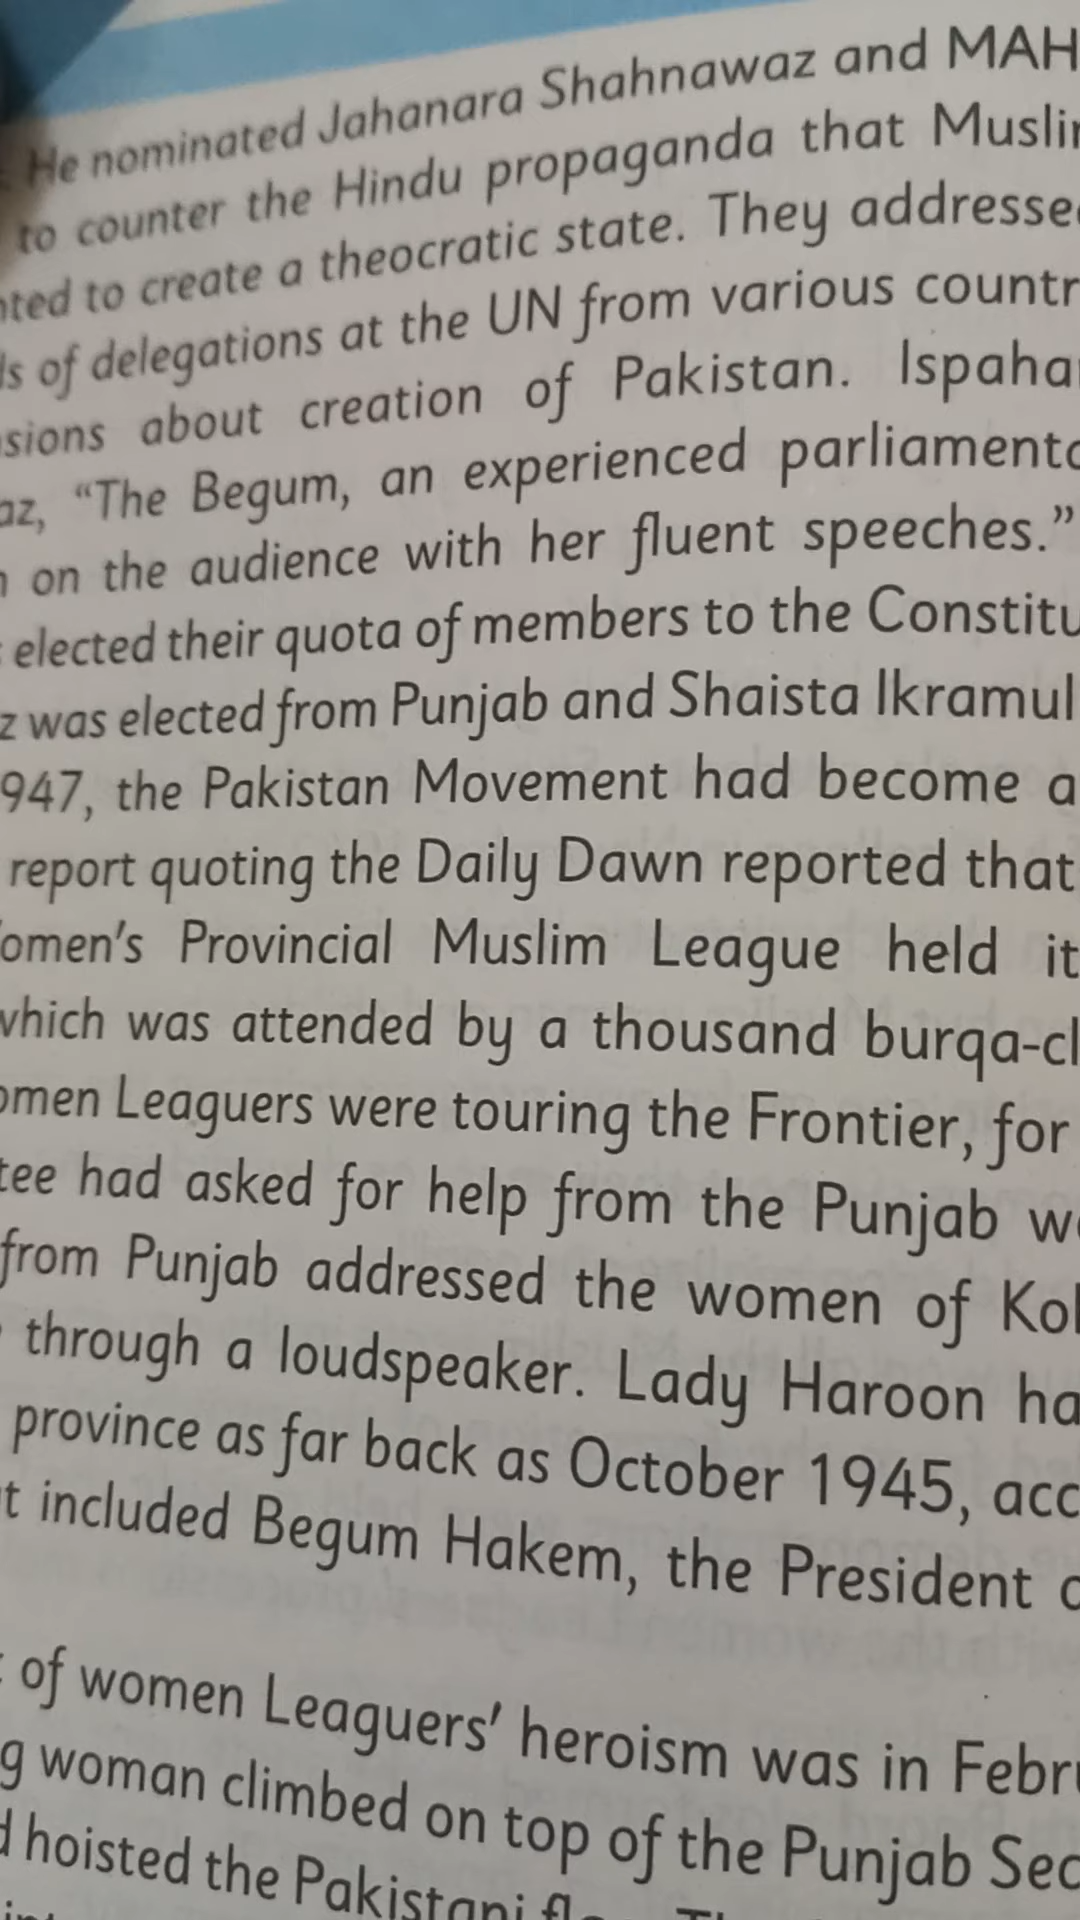 He nominated Jahanara Shahnawaz and MAH
to counter the Hindu propaganda that Muslim
nted to create a theocratic state. They addressed
ds of delegations at the UN from various countr
sions about creation of Pakistan. Ispaha
az, “The Begum, an experienced parliamenta
on the audience with her fluent speeches.”
elected their quota of members to the Constitu
z was elected from Punjab and Shaista Ikramul
947, the Pakistan Movement had become a
report quoting the Daily Dawn reported that
omen’s Provincial Muslim League held it
which was attended by a thousand burqa-cl
omen Leaguers were touring the Frontier, for
tee had asked for help from the Punjab wo
from Punjab addressed the women of Koh
through a loudspeaker. Lady Haroon ha
province as far back as October 1945, acc
t included Begum Hakem, the President o
of women Leaguers’ heroism was in Febru
g woman climbed on top of the Punjab Sec
d hoisted the Pakistani